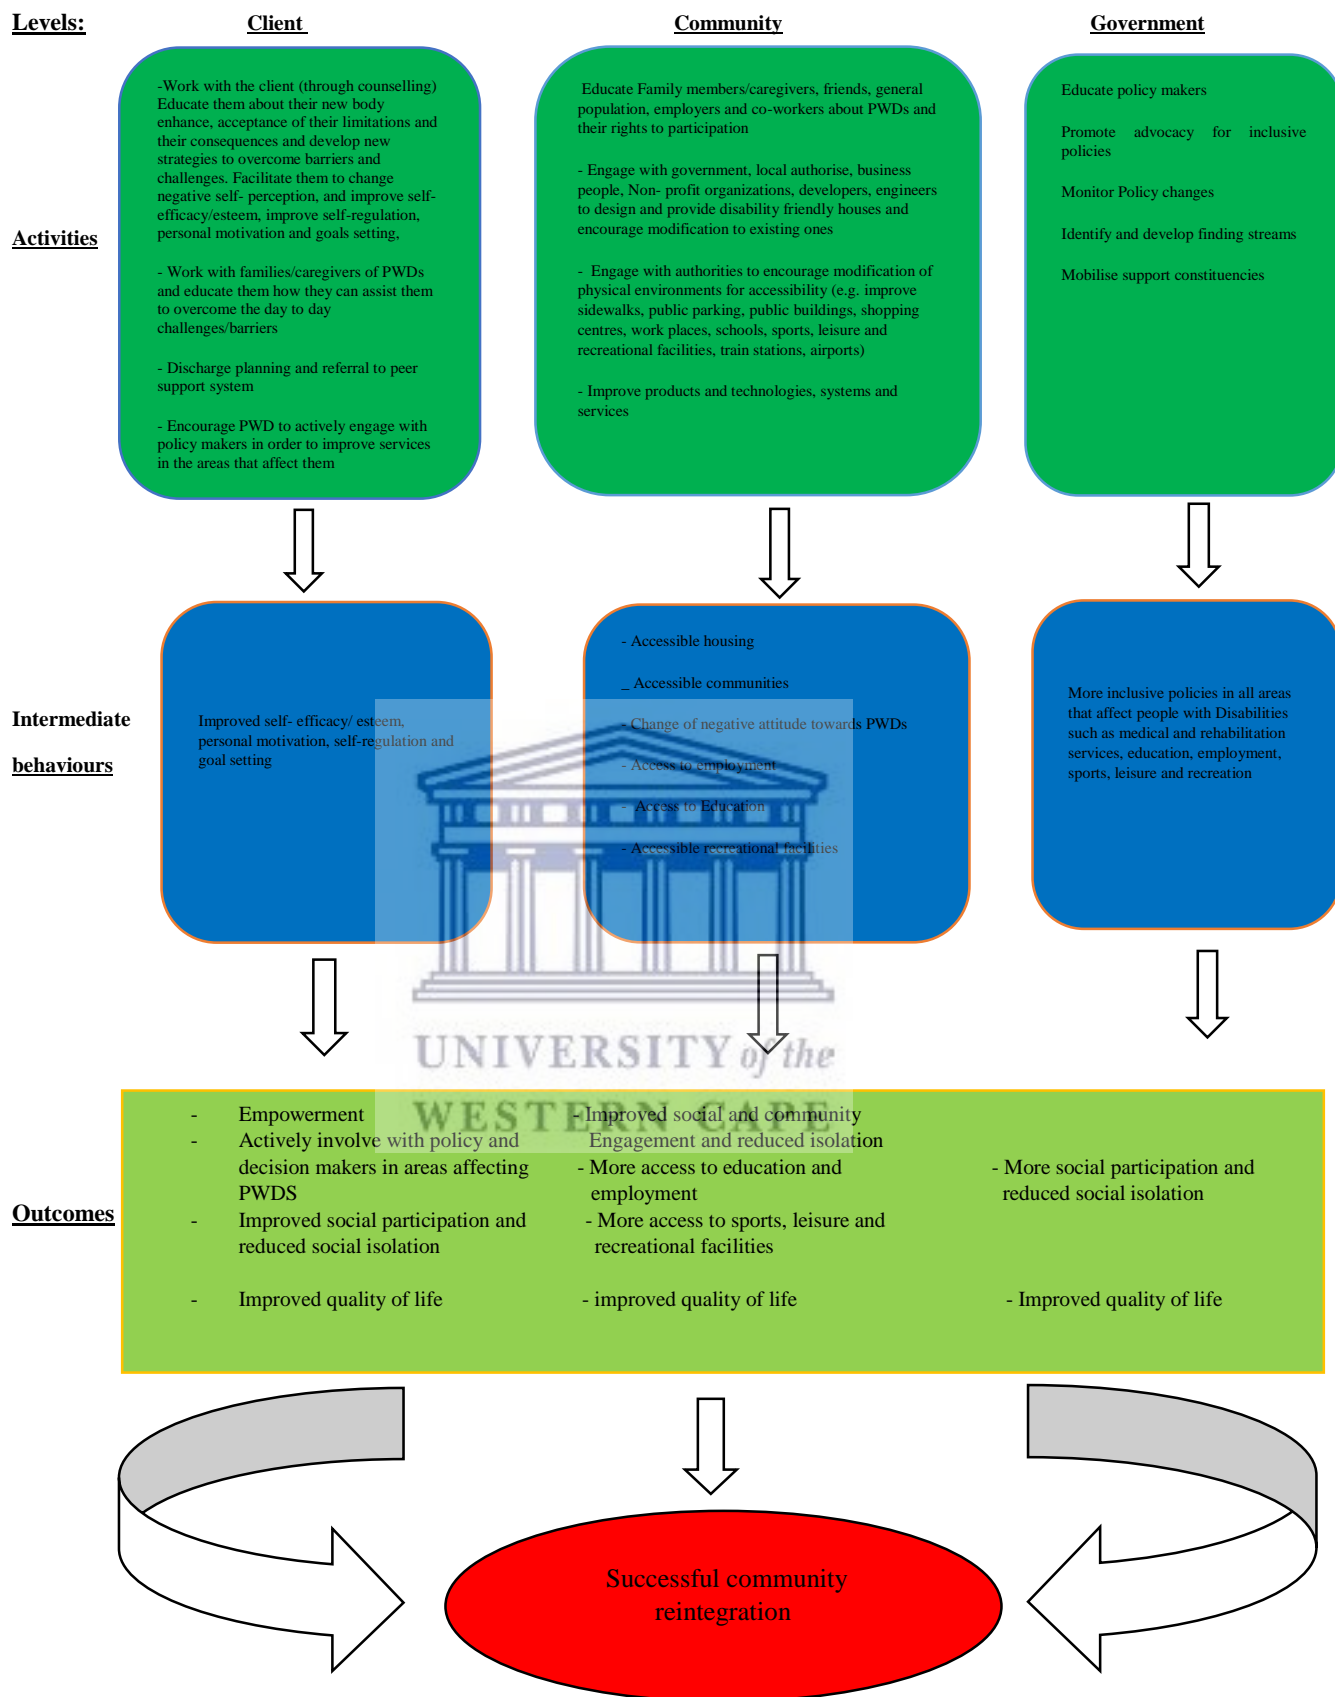 Levels:
Client
Community
Government
Activities
-Work with the client (through counselling)
Educate them about their new body
enhance, acceptance of their limitations and
their consequences and develop new
strategies to overcome barriers and
challenges. Facilitate them to change
negative self- perception, and improve self-
efficacy/esteem, improve self-regulation,
personal motivation and goals setting,
- Work with families/caregivers of PWDs
and educate them how they can assist them
to overcome the day to day
challenges/barriers
- Discharge planning and referral to peer
support system
- Encourage PWD to actively engage with
policy makers in order to improve services
in the areas that affect them
Educate Family members/caregivers, friends, general
population, employers and co-workers about PWDs and
their rights to participation
- Engage with government, local authorise, business
people, Non- profit organizations, developers, engineers
to design and provide disability friendly houses and
encourage modification to existing ones
- Engage with authorities to encourage modification of
physical environments for accessibility (e.g. improve
sidewalks, public parking, public buildings, shopping
centres, work places, schools, sports, leisure and
recreational facilities, train stations, airports)
- Improve products and technologies, systems and
services
Educate policy makers
Promote advocacy for inclusive
policies
Monitor Policy changes
Identify and develop finding streams
Mobilise support constituencies
Intermediate
behaviours
Improved self- efficacy/ esteem,
personal motivation, self-regulation and
goal setting
- Accessible housing
_ Accessible communities
- Change of negative attitude towards PWDs
- Access to employment
- Access to Education
- Accessible recreational facilities
More inclusive policies in all areas
that affect people with Disabilities
such as medical and rehabilitation
services, education, employment,
sports, leisure and recreation
UNIVERSITY of the
WESTERN CAPE
Outcomes
- Empowerment
- Actively involve with policy and
decision makers in areas affecting
PWDS
- Improved social participation and
reduced social isolation
- Improved quality of life
- Improved social and community
Engagement and reduced isolation
- More access to education and
employment
- More access to sports, leisure and
recreational facilities
- improved quality of life
- More social participation and
reduced social isolation
- Improved quality of life
Successful community
reintegration